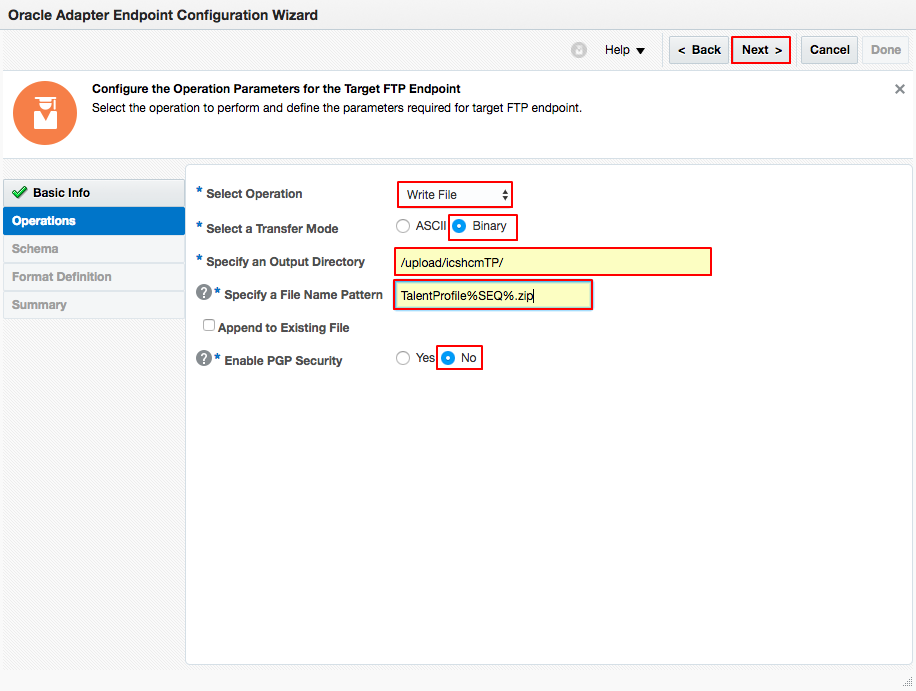 Oracle Adapter Endpoint Configuration Wizard
Help
< Back
Next >
Cancel
Done
Configure the Operation Parameters for the Target FTP Endpoint
Select the operation to perform and define the parameters required for target FTP endpoint.
Basic Info
Operations
Schema
Format Definition
Summary
* Select Operation
Write File
* Select a Transfer Mode
ASCII
Binary
* Specify an Output Directory
/upload/icshcmTP/
? * Specify a File Name Pattern
TalentProfile%SEQ%.zip
Append to Existing File
? * Enable PGP Security
Yes
No